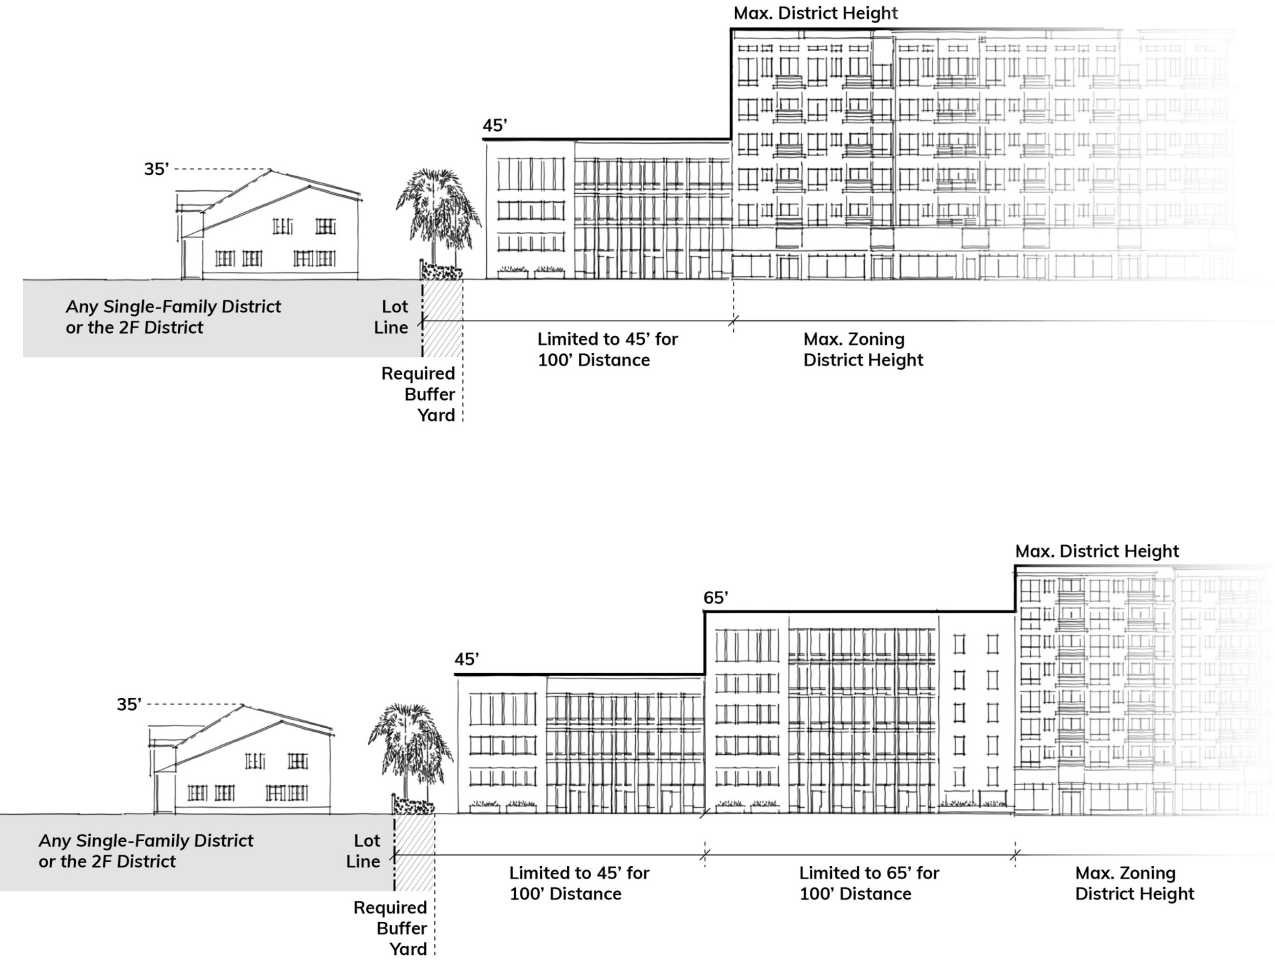 Max. District Height
45’
35’
Any Single-Family District
or the 2F District
Lot
Line
Limited to 45’ for
100’ Distance
Max. Zoning
District Height
Required
Buffer
Yard
Max. District Height
65’
45’
35’
Any Single-Family District
or the 2F District
Lot
Line
Limited to 45’ for
100’ Distance
Limited to 65’ for
100’ Distance
Max. Zoning
District Height
Required
Buffer
Yard